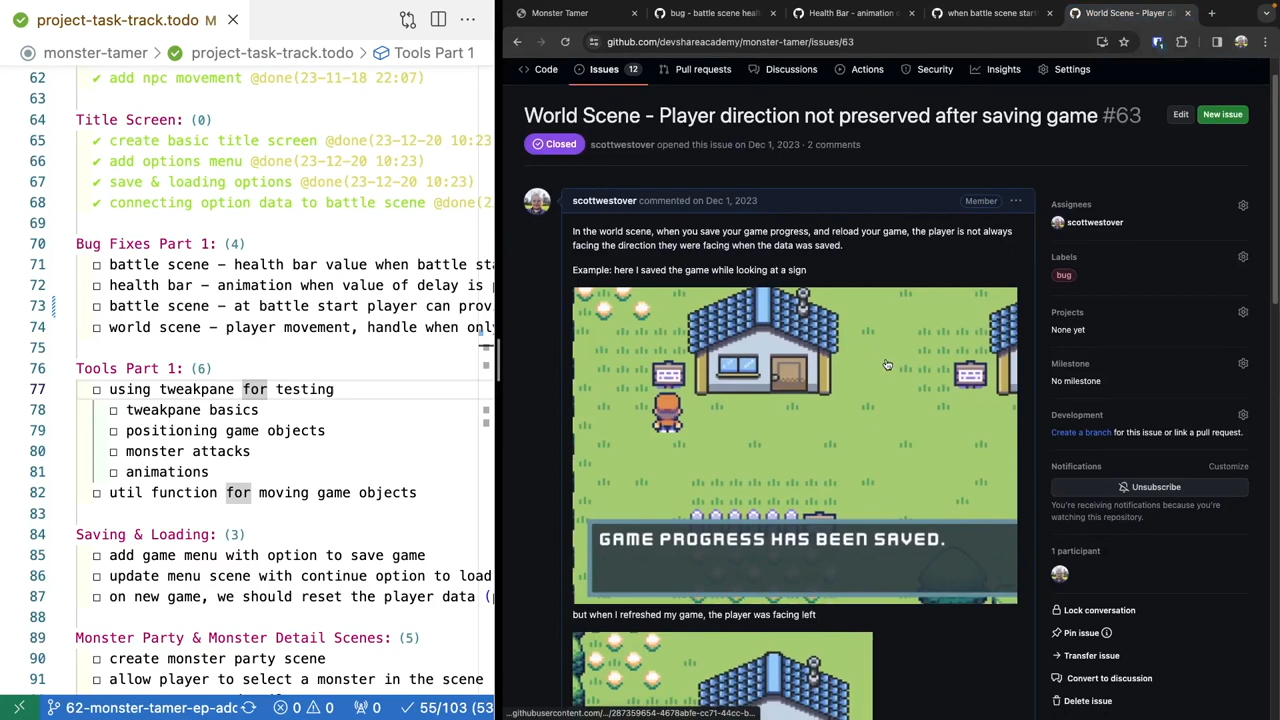 project-task-track.todo M
monster-tamer > project-task-track.todo > Tools Part 1
62 ✔ add npc movement @done(23-11-18 22:07)
63
64 Title Screen: (0)
65 ✔ create basic title screen @done(23-12-20 10:23
66 ✔ add options menu @done(23-12-20 10:23)
67 ✔ save & loading options @done(23-12-20 10:23)
68 ✔ connecting option data to battle scene @done(2
69
70 Bug Fixes Part 1: (4)
71 ☐ battle scene – health bar value when battle sta
72 ☐ health bar – animation when value of delay is p
73 ☐ battle scene – at battle start player can prov
74 ☐ world scene – player movement, handle when only
75
76 Tools Part 1: (6)
77 ☐ using tweakpane for testing
78 ☐ tweakpane basics
79 ☐ positioning game objects
80 ☐ monster attacks
81 ☐ animations
82 ☐ util function for moving game objects
83
84 Saving & Loading: (3)
85 ☐ add game menu with option to save game
86 ☐ update menu scene with continue option to load
87 ☐ on new game, we should reset the player data (
88
89 Monster Party & Monster Detail Scenes: (5)
90 ☐ create monster party scene
91 ☐ allow player to select a monster in the scene
62-monster-tamer-ep-ad 0 0 0 55/103 (53
Monster Tamer
bug - battle scene heal
Health Bar - animation o
when battle scene start
World Scene - Player di
github.com/devshareacademy/monster-tamer/issues/63
Code Issues 12 Pull requests Discussions Actions Security Insights Settings
World Scene - Player direction not preserved after saving game #63
Edit New issue
Closed scottwestover opened this issue on Dec 1, 2023 · 2 comments
scottwestover commented on Dec 1, 2023 Member
In the world scene, when you save your game progress, and reload your game, the player is not always
facing the direction they were facing when the data was saved.
Example: here I saved the game while looking at a sign
GAME PROGRESS HAS BEEN SAVED.
but when I refreshed my game, the player was facing left
Assignees
scottwestover
Labels
bug
Projects
None yet
Milestone
No milestone
Development
Create a branch for this issue or link a pull request.
Notifications Customize
Unsubscribe
You're receiving notifications because you're
watching this repository.
1 participant
Lock conversation
Pin issue
Transfer issue
Convert to discussion
Delete issue